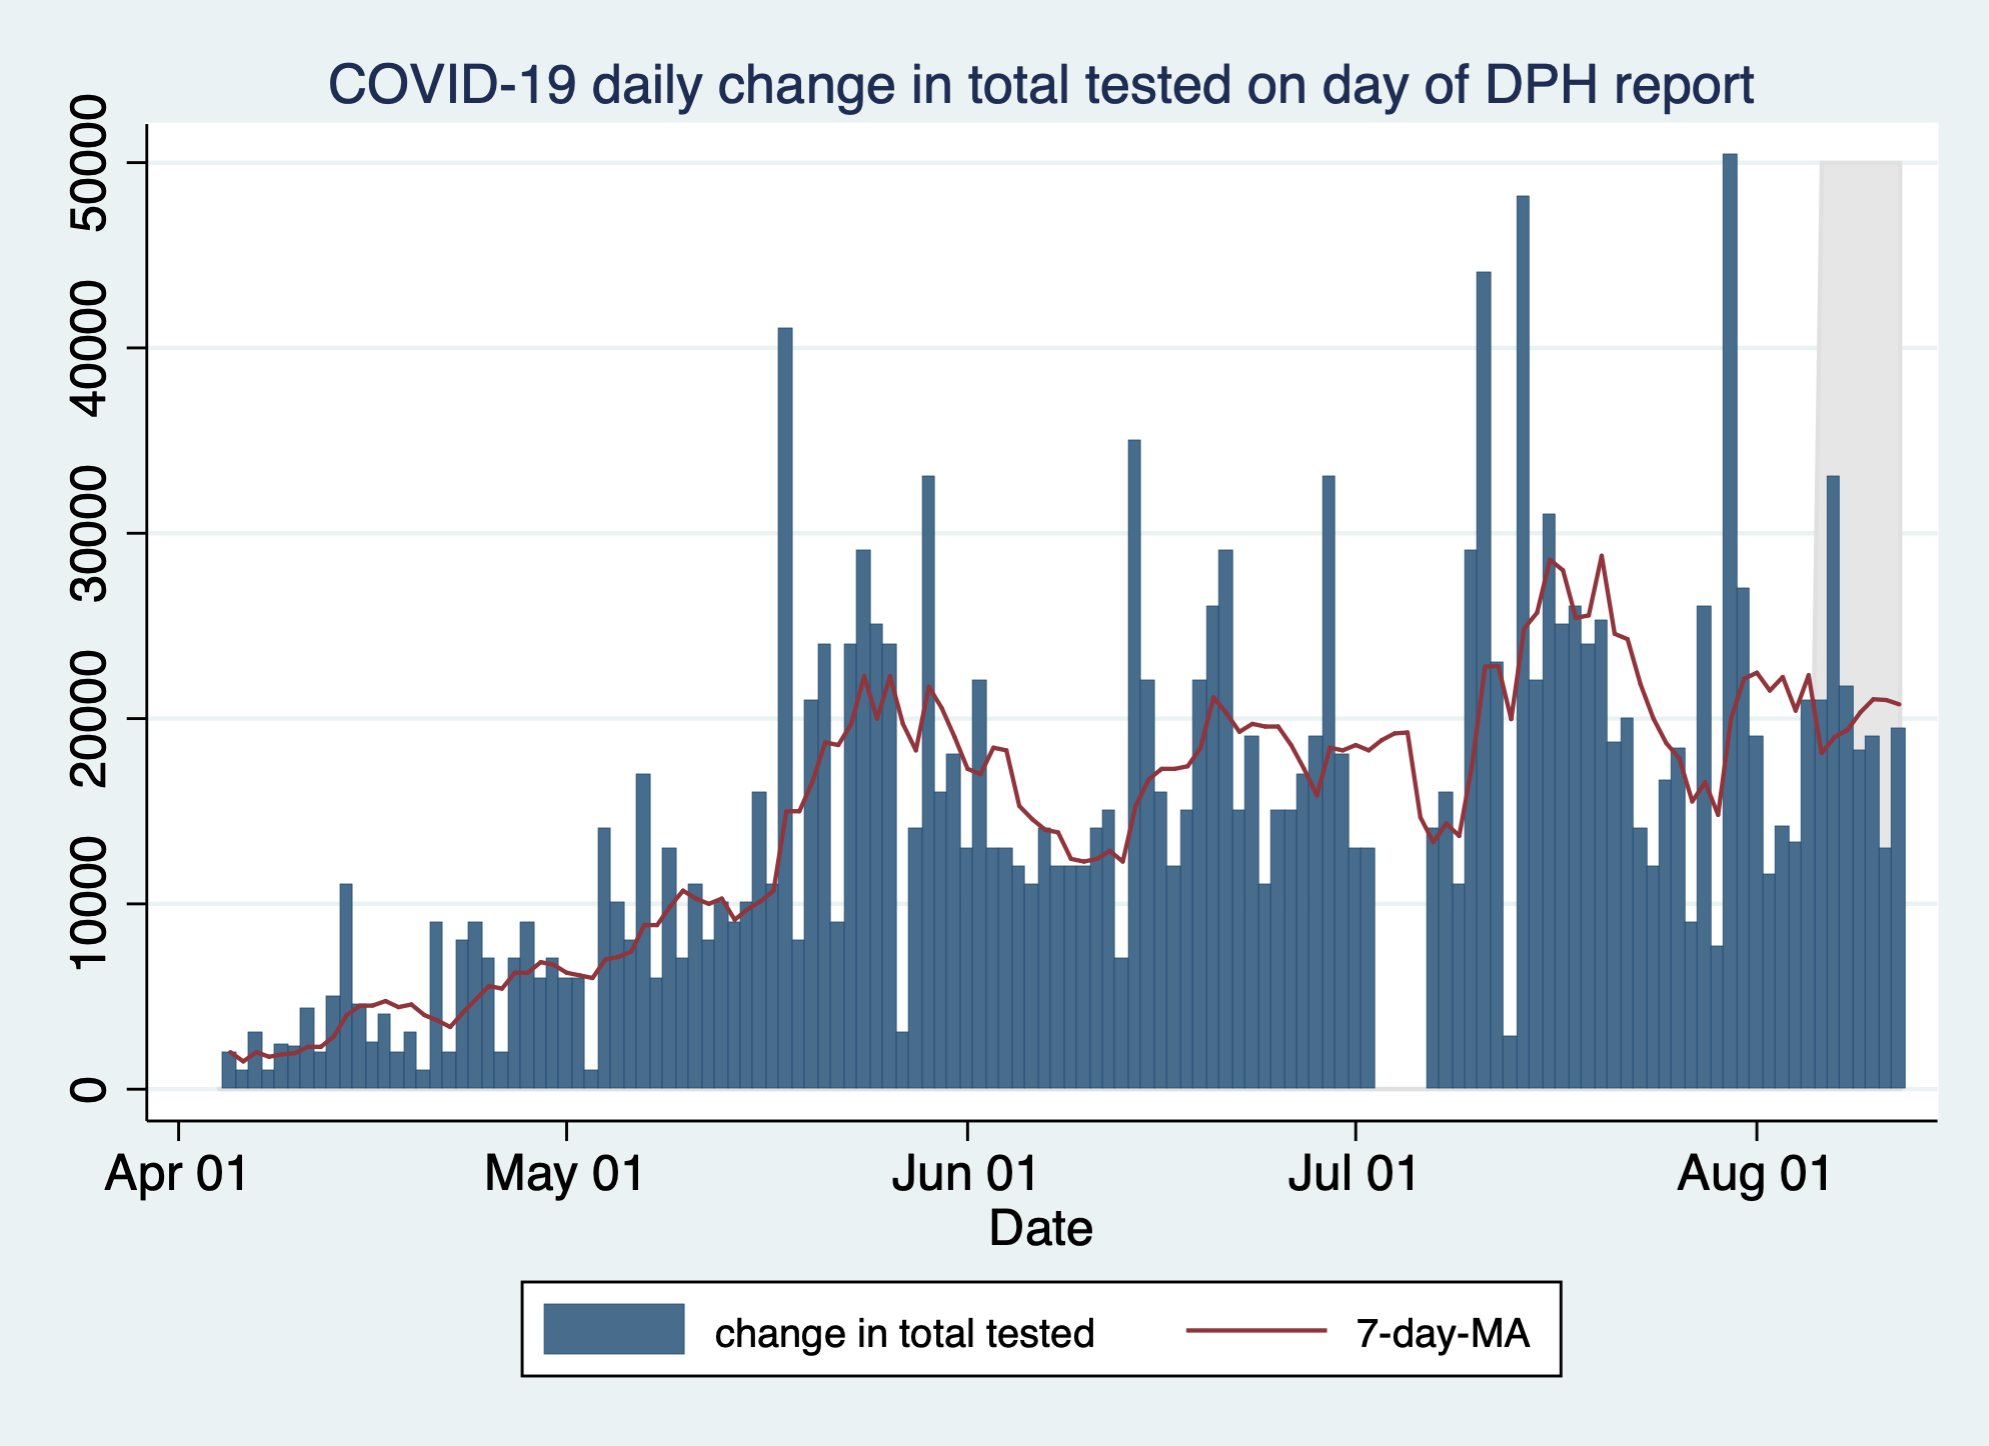 COVID-19 daily change in total tested on day of DPH report
50000
40000
30000
20000
10000
0
Apr 01 May 01 Jun 01 Jul 01 Aug 01
Date
change in total tested 7-day-MA